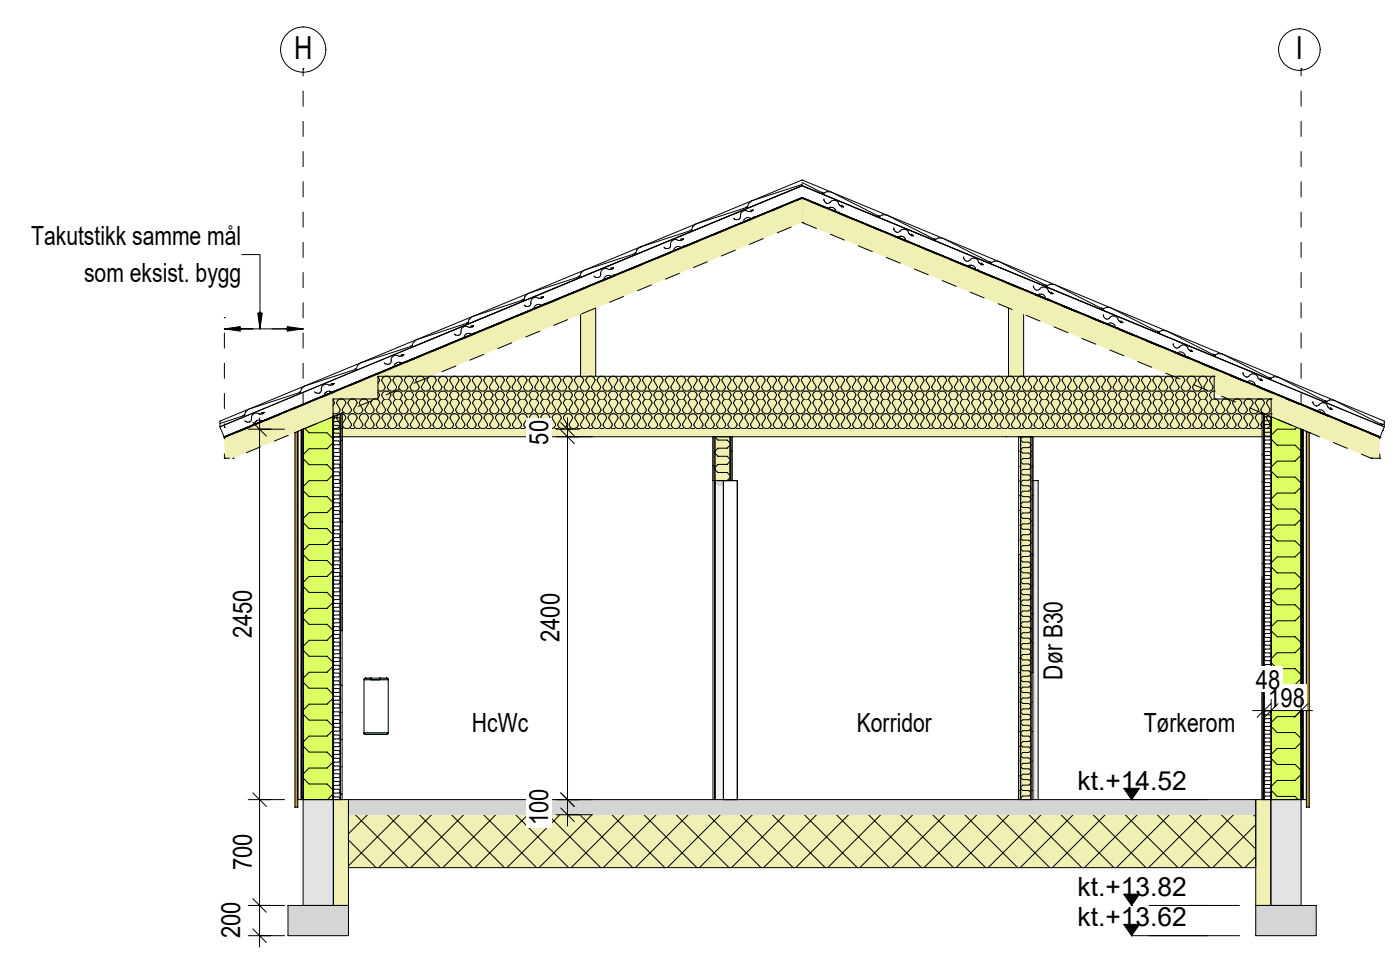 H
I
Takutstikk samme mål
som eksist. bygg
50
2450
2400
Dør B30
48
198
HcWc
Korridor
Tørkerom
kt.+14.52
100
700
kt.+13.82
200
kt.+13.62